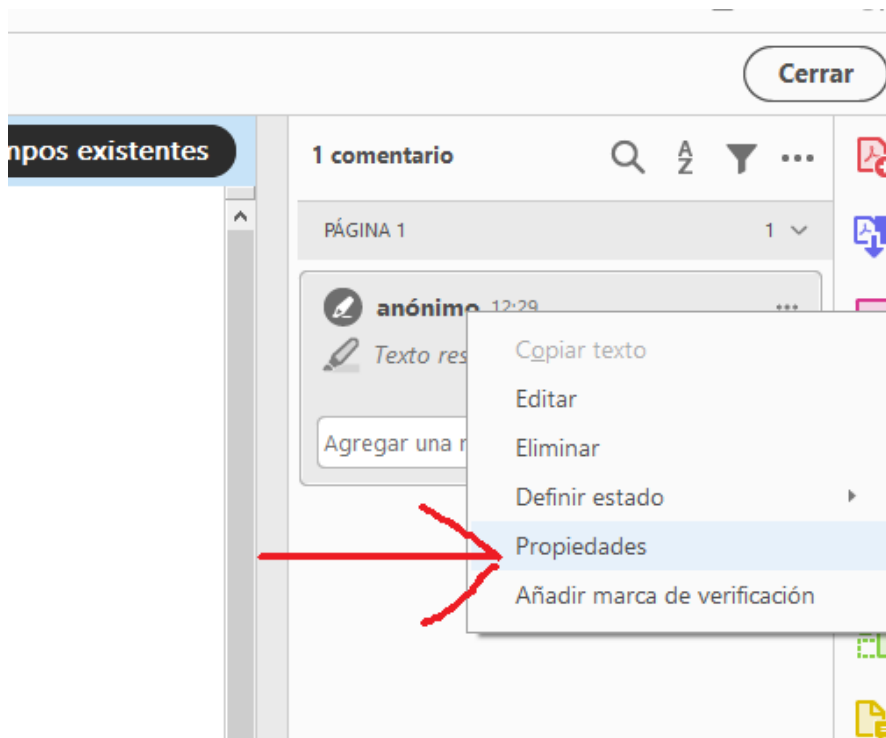 Cerrar
mpos existentes
1 comentario
PÁGINA 1
1
anónimo 12:29
Texto res
Agregar una r
Copiar texto
Editar
Eliminar
Definir estado
Propiedades
Añadir marca de verificación